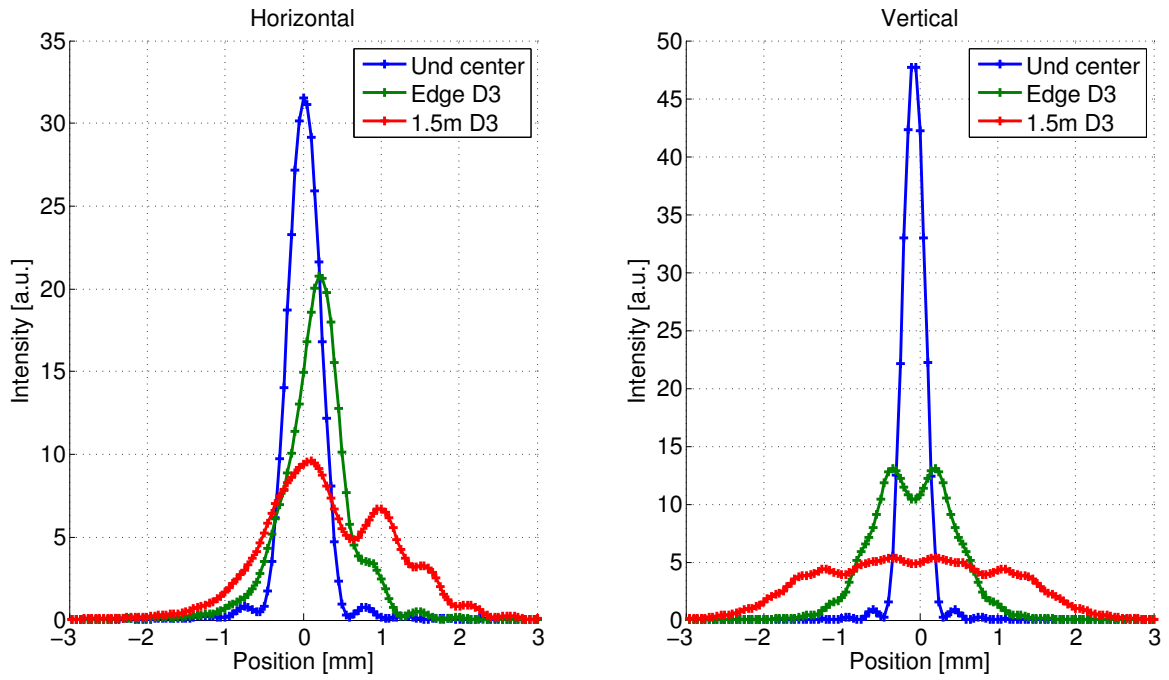 Horizontal
35
30
25
20
15
10
5
0
Intensity [a.u.]
Und center
Edge D3
1.5m D3
−3 −2 −1 0 1 2 3
Position [mm]
Vertical
50
45
40
35
30
25
20
15
10
5
0
Intensity [a.u.]
Und center
Edge D3
1.5m D3
−3 −2 −1 0 1 2 3
Position [mm]